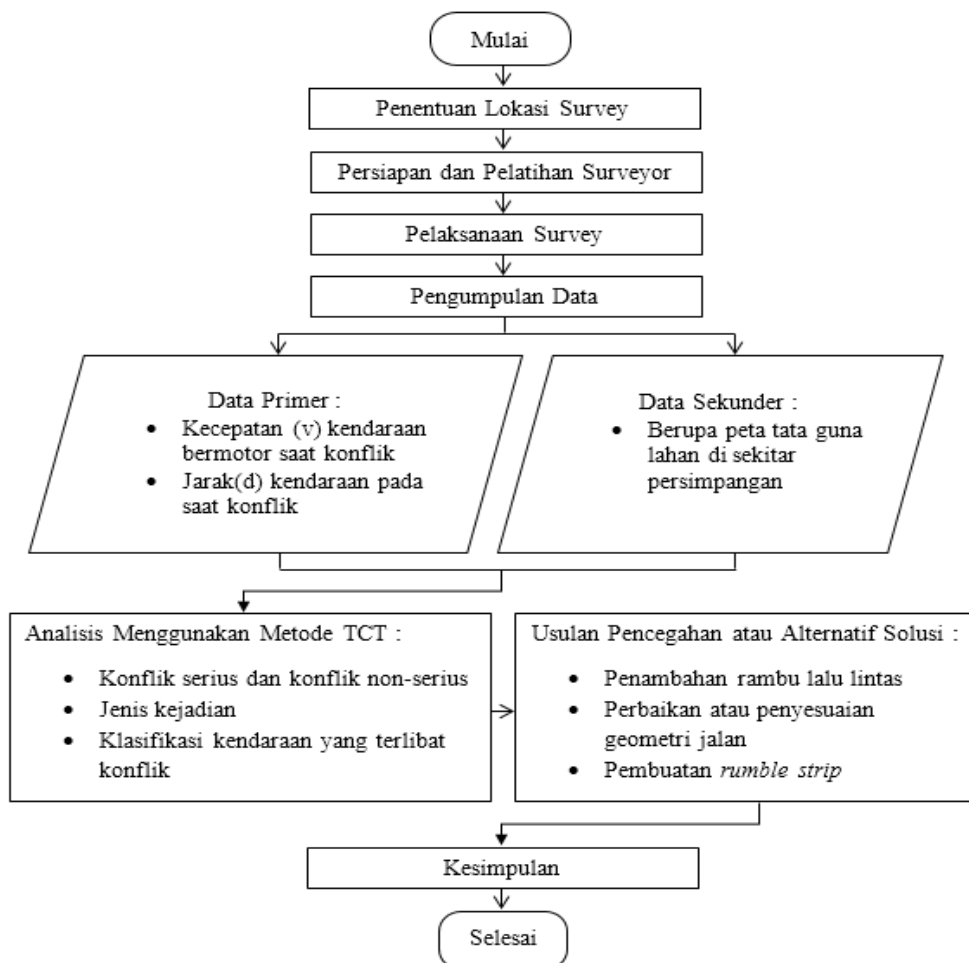 Mulai
Penentuan Lokasi Survey
Persiapan dan Pelatihan Surveyor
Pelaksanaan Survey
Pengumpulan Data
Data Primer :
• Kecepatan (v) kendaraan
bermotor saat konflik
• Jarak(d) kendaraan pada
saat konflik
Data Sekunder :
• Berupa peta tata guna
lahan di sekitar
persimpangan
Analisis Menggunakan Metode TCT :
• Konflik serius dan konflik non-serius
• Jenis kejadian
• Klasifikasi kendaraan yang terlibat
konflik
Usulan Pencegahan atau Alternatif Solusi :
• Penambahan rambu lalu lintas
• Perbaikan atau penyesuaian
geometri jalan
• Pembuatan rumble strip
Kesimpulan
Selesai